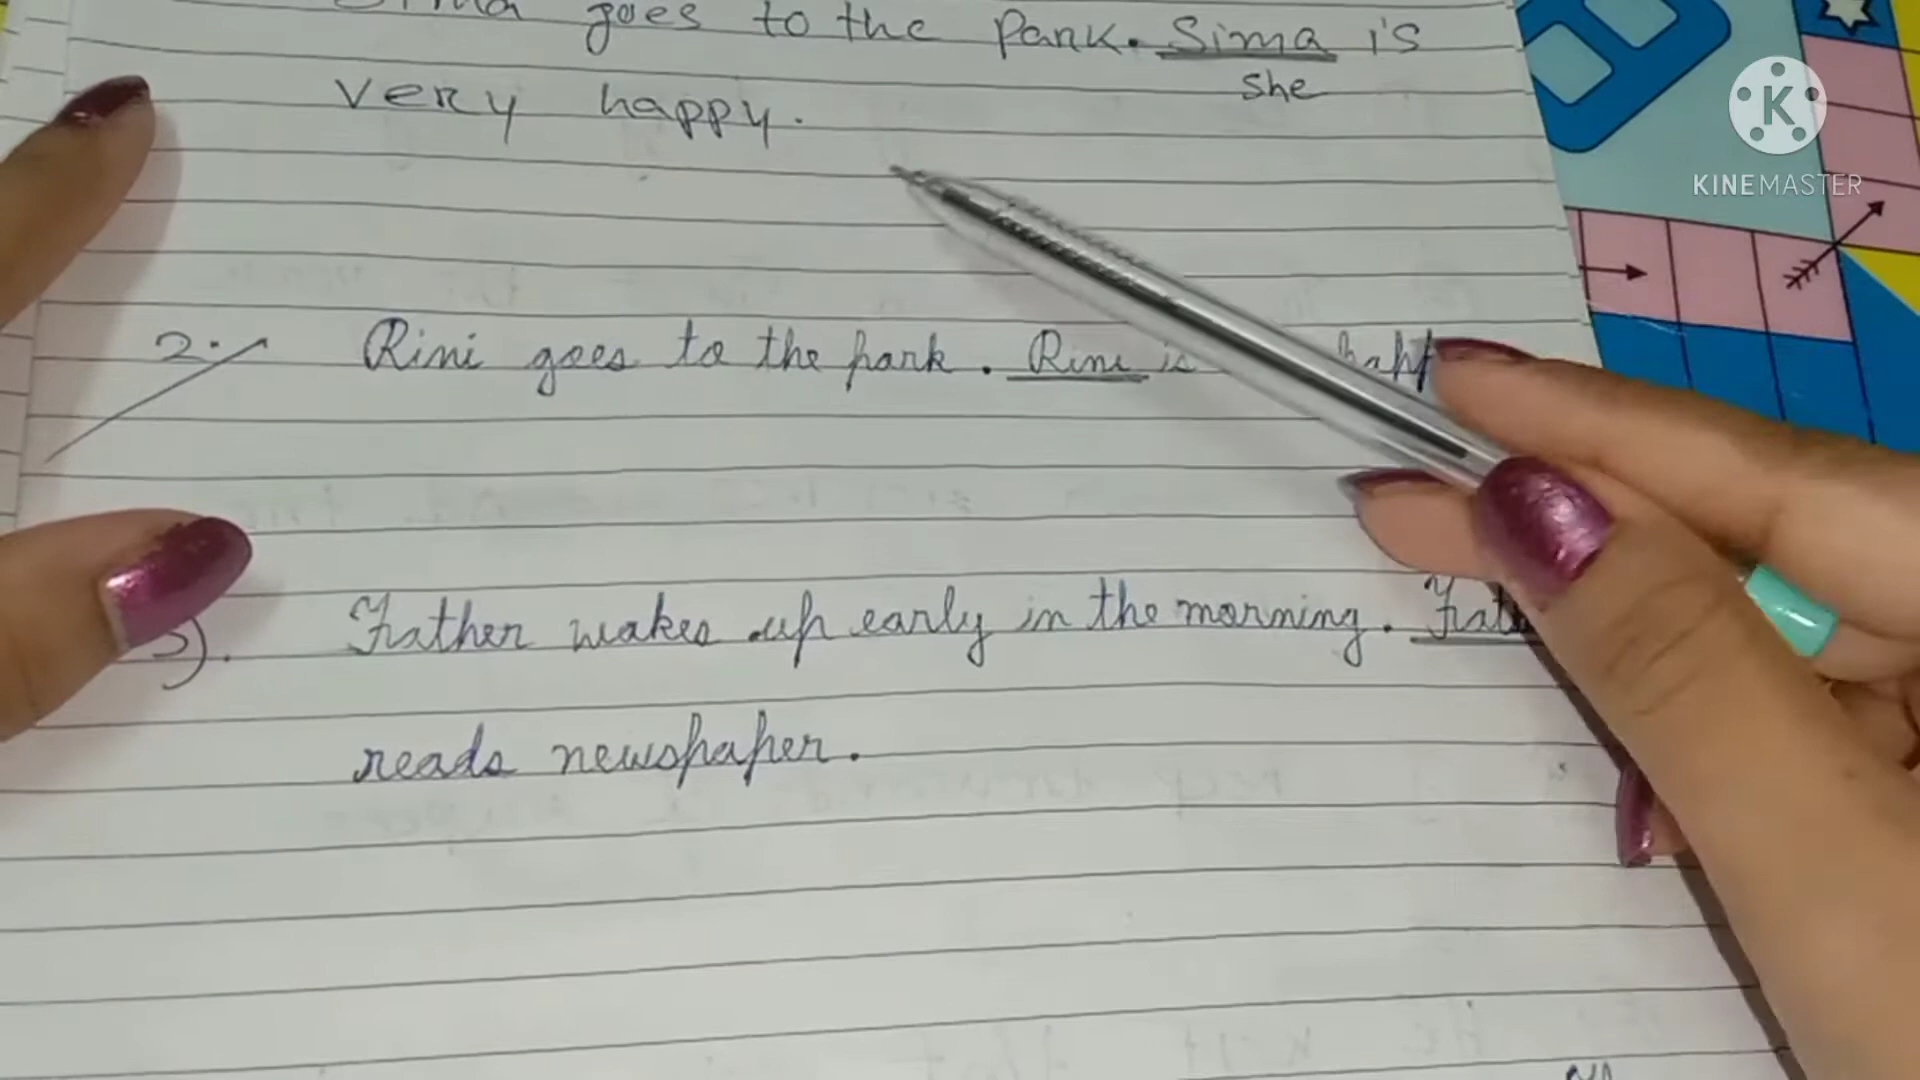 Sima goes to the Park. Sima is
she
very happy.
2. Rini goes to the park. Rini is
3). Father wakes up early in the morning.
reads newspaper.
K
KINEMASTER